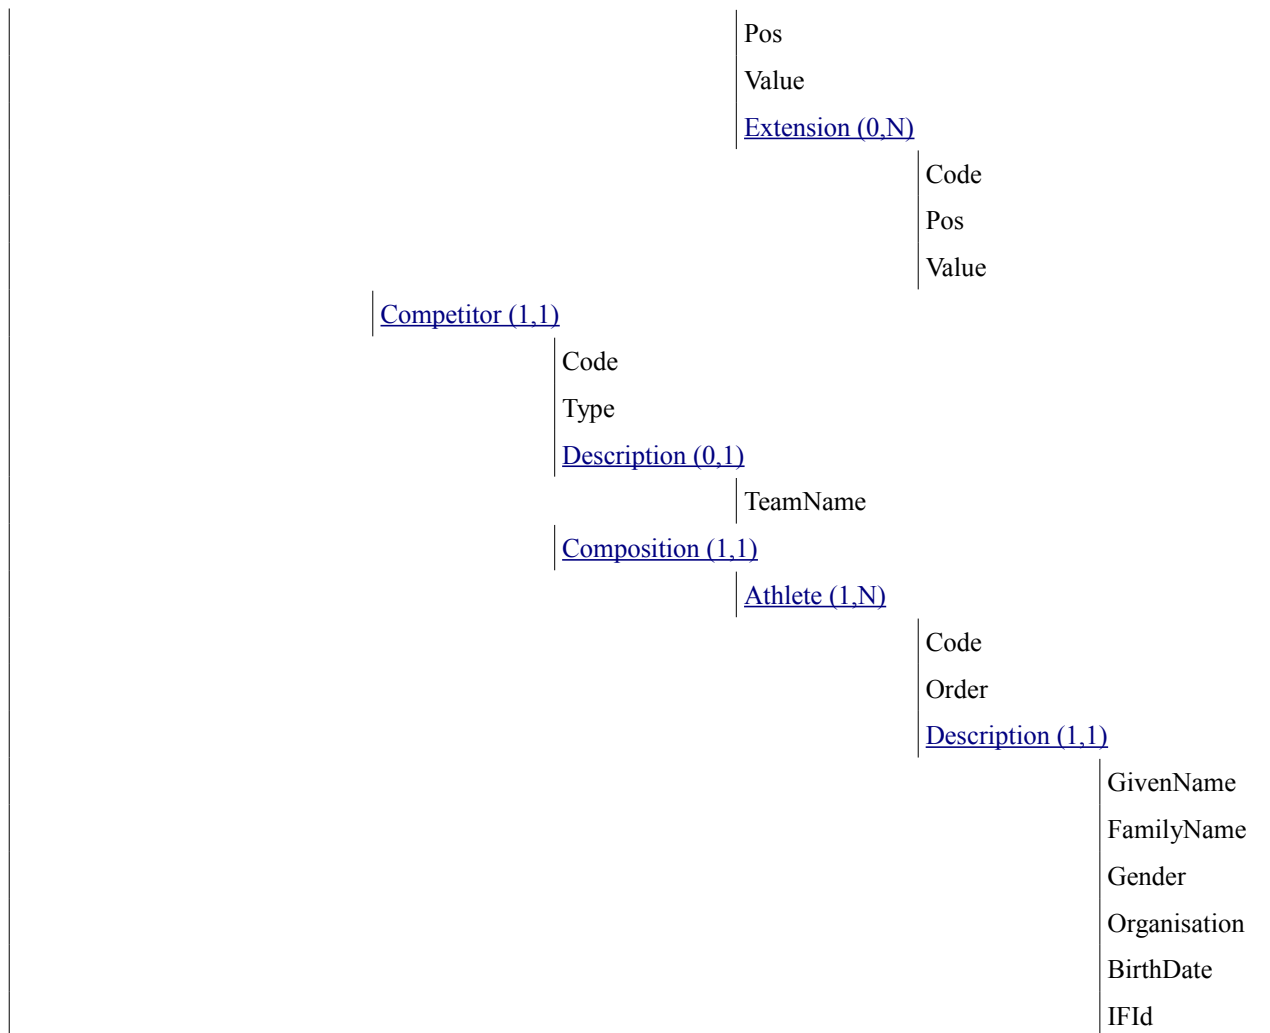 Pos
Value
Extension (0,N)
Code
Pos
Value
Competitor (1,1)
Code
Type
Description (0,1)
TeamName
Composition (1,1)
Athlete (1,N)
Code
Order
Description (1,1)
GivenName
FamilyName
Gender
Organisation
BirthDate
IFId